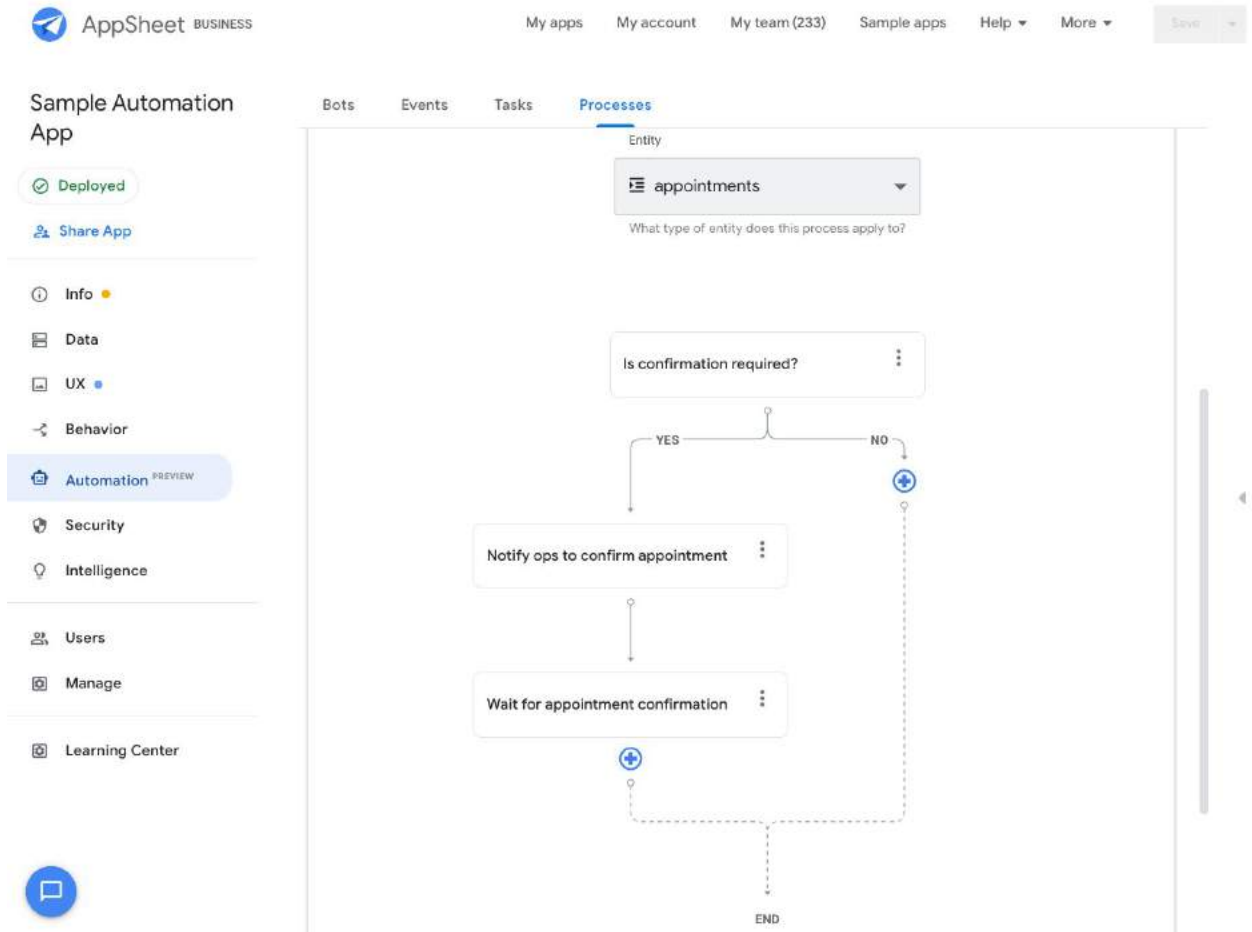 AppSheet BUSINESS
My apps My account My team (233) Sample apps Help More Save
Sample Automation
App
Deployed
Share App
Info
Data
UX
Behavior
Automation PREVIEW
Security
Intelligence
Users
Manage
Learning Center
Bots Events Tasks Processes
Entity
appointments
What type of entity does this process apply to?
Is confirmation required?
YES NO
Notify ops to confirm appointment
Wait for appointment confirmation
END